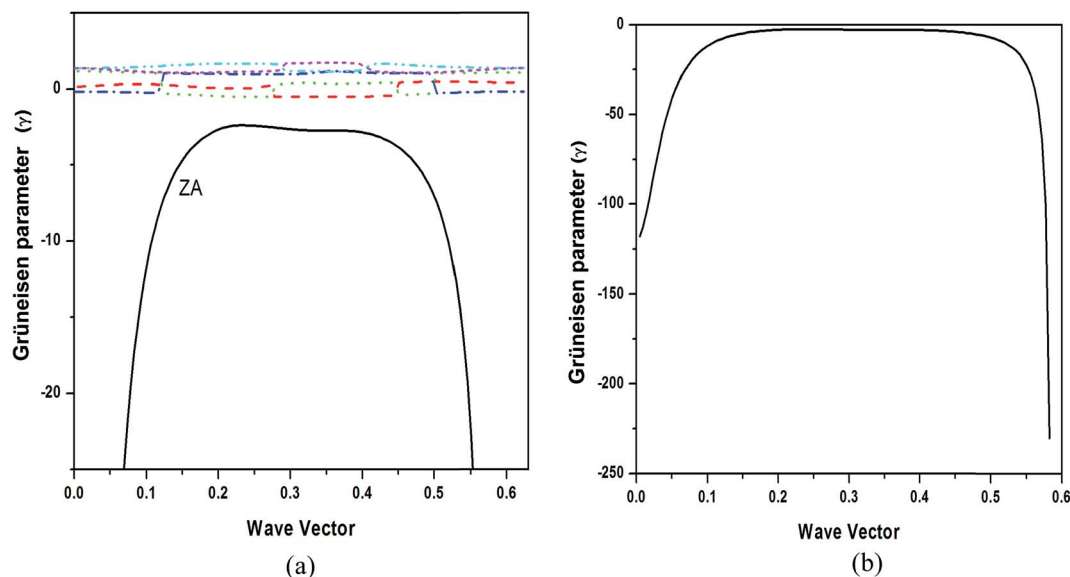 0
-10
-20
Grüneisen parameter (γ)
ZA
0.0 0.1 0.2 0.3 0.4 0.5 0.6
Wave Vector
(a)
0
-50
-100
-150
-200
-250
Grüneisen parameter (γ)
0.0 0.1 0.2 0.3 0.4 0.5 0.6
Wave Vector
(b)